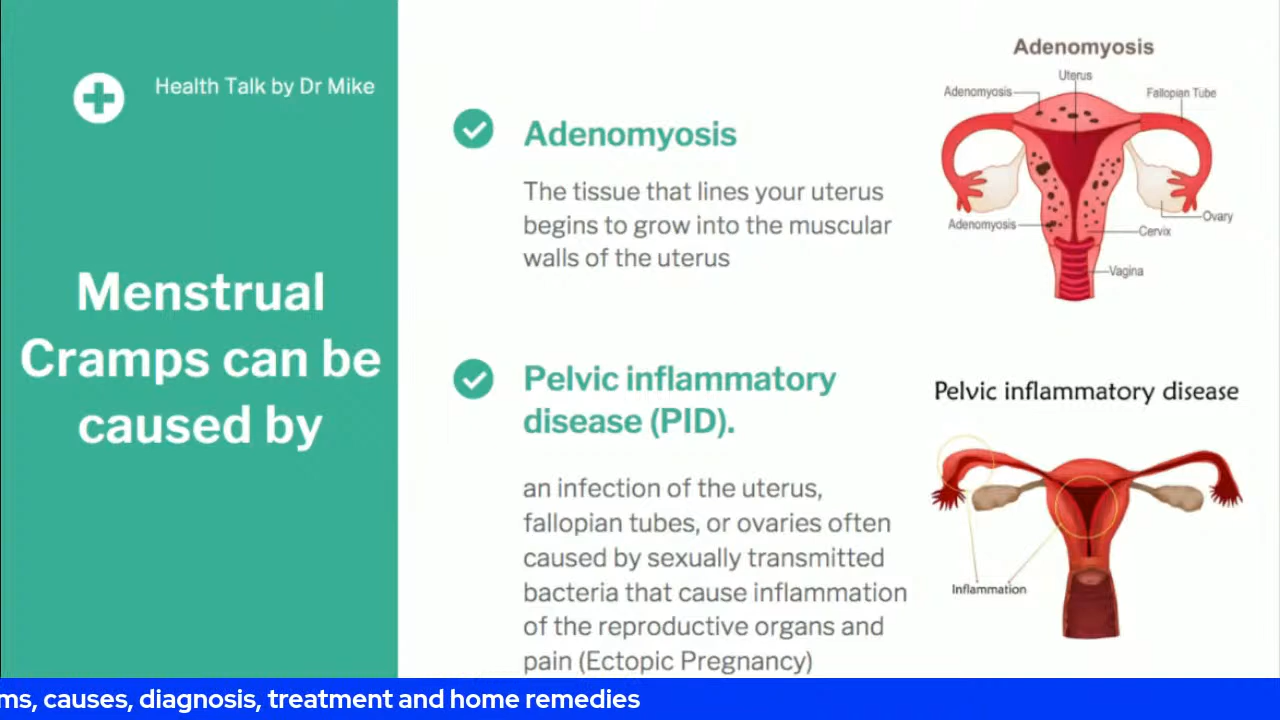 Health Talk by Dr Mike
Menstrual
Cramps can be
caused by
Adenomyosis
The tissue that lines your uterus
begins to grow into the muscular
walls of the uterus
Pelvic inflammatory
disease (PID).
an infection of the uterus,
fallopian tubes, or ovaries often
caused by sexually transmitted
bacteria that cause inflammation
of the reproductive organs and
pain (Ectopic Pregnancy)
Adenomyosis
Uterus
Adenomyosis
Fallopian Tube
Ovary
Adenomyosis
Cervix
Vagina
Pelvic inflammatory disease
Inflammation
ms, causes, diagnosis, treatment and home remedies